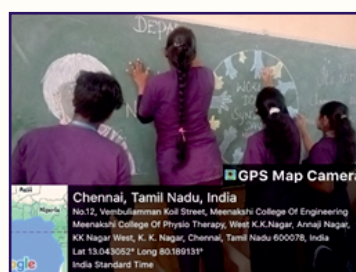 DEPA
WORLD
GPS Map Camera
Chennai, Tamil Nadu, India
No.12, Vembuliamman Koil Street, Meenakshi College Of Engineering
Meenakshi College Of Physio Therapy, West K.K.Nagar, Annaji Nagar,
KK Nagar West, K. K. Nagar, Chennai, Tamil Nadu 600078, India
Lat 13.043052° Long 80.189131°
India Standard Time